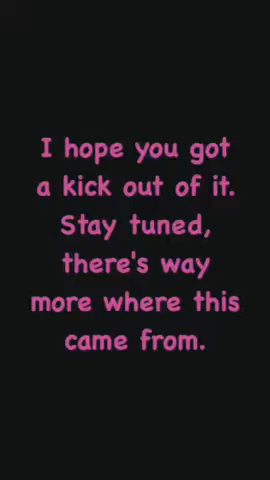 I hope you got
a kick out of it.
Stay tuned,
there's way
more where this
came from.